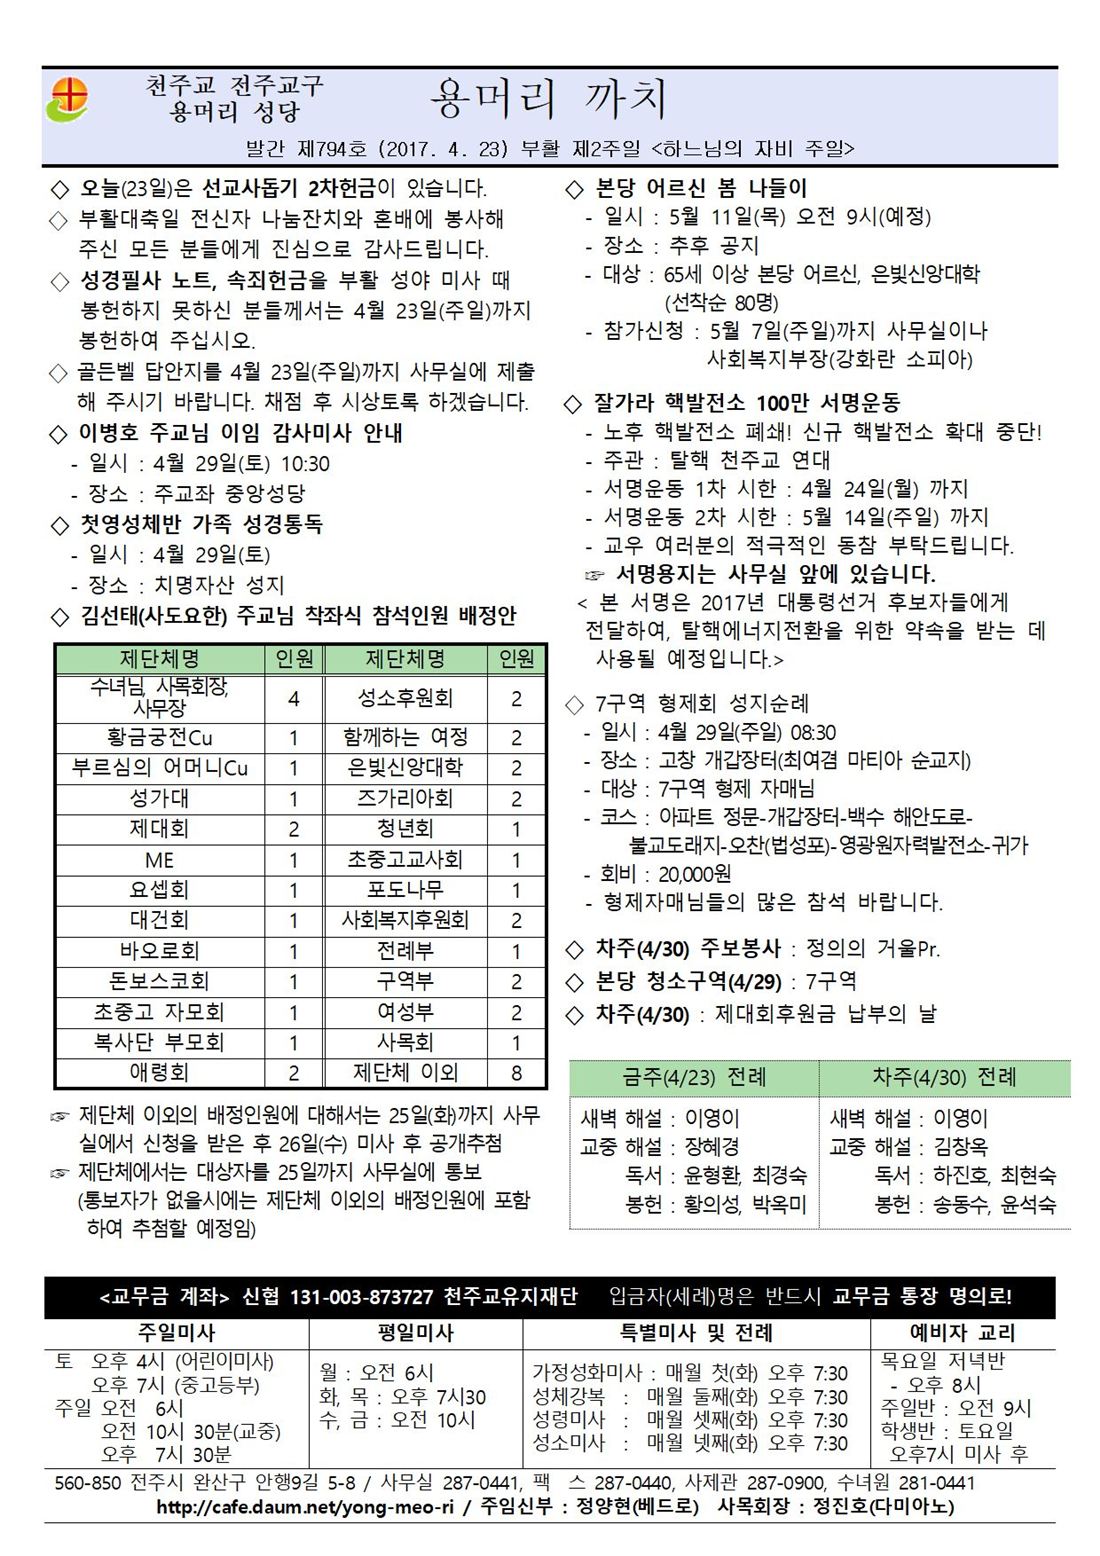 천주교 전주교구
용머리 성당
용머리 까치
발간 제794호 (2017. 4. 23) 부활 제2주일 <하느님의 자비 주일>
◇ 오늘(23일)은 선교사돕기 2차헌금이 있습니다.
◇ 부활대축일 전신자 나눔잔치와 혼배에 봉사해
주신 모든 분들에게 진심으로 감사드립니다.
◇ 성경필사 노트, 속죄헌금을 부활 성야 미사 때
봉헌하지 못하신 분들께서는 4월 23일(주일)까지
봉헌하여 주십시오.
◇ 골든벨 답안지를 4월 23일(주일)까지 사무실에 제출
해 주시기 바랍니다. 채점 후 시상토록 하겠습니다.
◇ 이병호 주교님 이임 감사미사 안내
- 일시 : 4월 29일(토) 10:30
- 장소 : 주교좌 중앙성당
◇ 첫영성체반 가족 성경통독
- 일시 : 4월 29일(토)
- 장소 : 치명자산 성지
◇ 김선태(사도요한) 주교님 착좌식 참석인원 배정안
제단체명 인원 제단체명 인원
수녀님, 사목회장,
사무장 4 성소후원회 2
황금궁전Cu 1 함께하는 여정 2
부르심의 어머니Cu 1 은빛신앙대학 2
성가대 1 즈가리아회 2
제대회 2 청년회 1
ME 1 초중고교사회 1
요셉회 1 포도나무 1
대건회 1 사회복지후원회 2
바오로회 1 전례부 1
돈보스코회 1 구역부 2
초중고 자모회 1 여성부 2
복사단 부모회 1 사목회 1
애령회 2 제단체 이외 8
☞ 제단체 이외의 배정인원에 대해서는 25일(화)까지 사무
실에서 신청을 받은 후 26일(수) 미사 후 공개추첨
☞ 제단체에서는 대상자를 25일까지 사무실에 통보
(통보자가 없을시에는 제단체 이외의 배정인원에 포함
하여 추첨할 예정임)
◇ 본당 어르신 봄 나들이
- 일시 : 5월 11일(목) 오전 9시(예정)
- 장소 : 추후 공지
- 대상 : 65세 이상 본당 어르신, 은빛신앙대학
(선착순 80명)
- 참가신청 : 5월 7일(주일)까지 사무실이나
사회복지부장(강화란 소피아)
◇ 잘가라 핵발전소 100만 서명운동
- 노후 핵발전소 폐쇄! 신규 핵발전소 확대 중단!
- 주관 : 탈핵 천주교 연대
- 서명운동 1차 시한 : 4월 24일(월) 까지
- 서명운동 2차 시한 : 5월 14일(주일) 까지
- 교우 여러분의 적극적인 동참 부탁드립니다.
☞ 서명용지는 사무실 앞에 있습니다.
< 본 서명은 2017년 대통령선거 후보자들에게
전달하여, 탈핵에너지전환을 위한 약속을 받는 데
사용될 예정입니다.>
◇ 7구역 형제회 성지순례
- 일시 : 4월 29일(주일) 08:30
- 장소 : 고창 개갑장터(최여겸 마티아 순교지)
- 대상 : 7구역 형제 자매님
- 코스 : 아파트 정문-개갑장터-백수 해안도로-
불교도래지-오찬(법성포)-영광원자력발전소-귀가
- 회비 : 20,000원
- 형제자매님들의 많은 참석 바랍니다.
◇ 차주(4/30) 주보봉사 : 정의의 거울Pr.
◇ 본당 청소구역(4/29) : 7구역
◇ 차주(4/30) : 제대회후원금 납부의 날
금주(4/23) 전례 차주(4/30) 전례
새벽 해설 : 이영이 새벽 해설 : 이영이
교중 해설 : 장혜경 교중 해설 : 김창옥
독서 : 윤형환, 최경숙 독서 : 하진호, 최현숙
봉헌 : 황의성, 박옥미 봉헌 : 송동수, 윤석숙
<교무금 계좌> 신협 131-003-873727 천주교유지재단 입금자(세례)명은 반드시 교무금 통장 명의로!
주일미사 평일미사 특별미사 및 전례 예비자 교리
토 오후 4시 (어린이미사)
오후 7시 (중고등부)
주일 오전 6시
오전 10시 30분(교중)
오후 7시 30분
월 : 오전 6시
화, 목 : 오후 7시30
수, 금 : 오전 10시
가정성화미사 : 매월 첫(화) 오후 7:30
성체강복 : 매월 둘째(화) 오후 7:30
성령미사 : 매월 셋째(화) 오후 7:30
성소미사 : 매월 넷째(화) 오후 7:30
목요일 저녁반
- 오후 8시
주일반 : 오전 9시
학생반 : 토요일
오후7시 미사 후
560-850 전주시 완산구 안행9길 5-8 / 사무실 287-0441, 팩 스 287-0440, 사제관 287-0900, 수녀원 281-0441
http://cafe.daum.net/yong-meo-ri / 주임신부 : 정양현(베드로) 사목회장 : 정진호(다미아노)